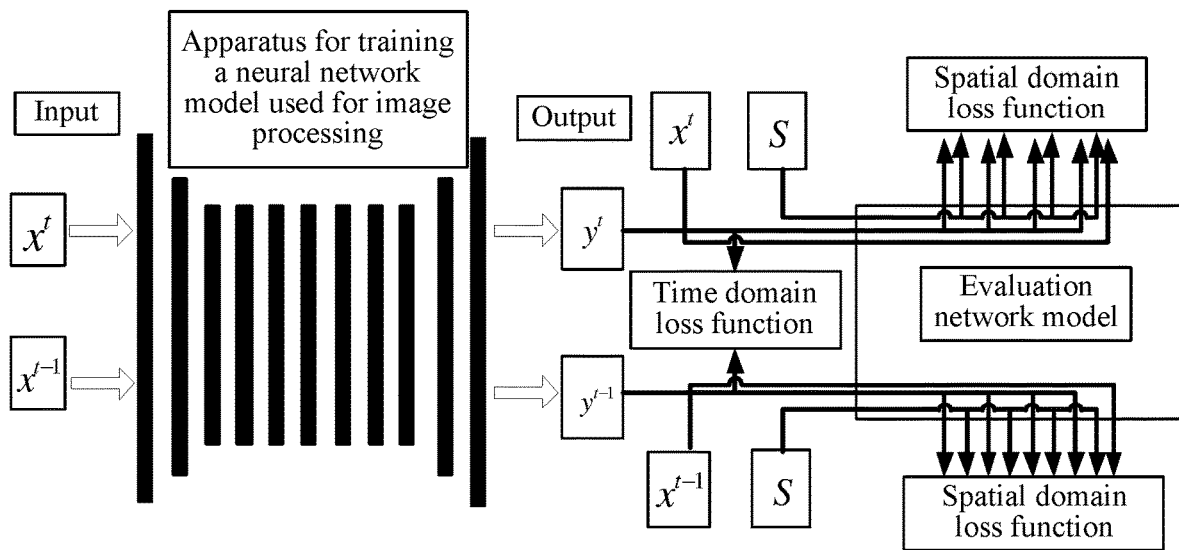 Apparatus for training
a neural network
model used for image
processing
Input
Output
x^t
S
Spatial domain
loss function
x^t
y^t
Time domain
loss function
Evaluation
network model
x^{t-1}
y^{t-1}
x^{t-1}
S
Spatial domain
loss function